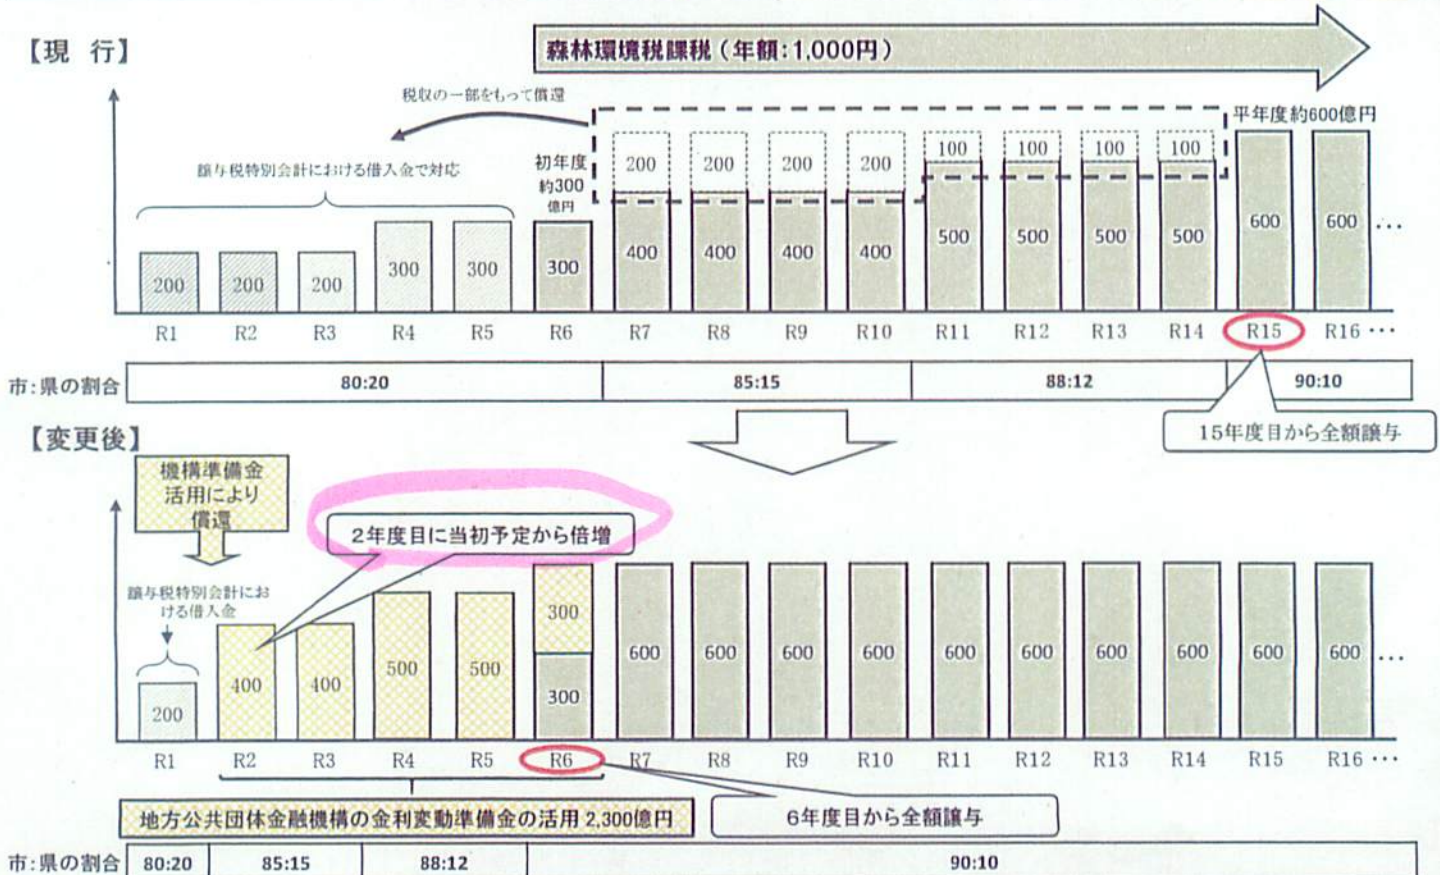 【現 行】
森林環境税課税（年額：1,000円）
税収の一部をもって償還
平年度約600億円
譲与税特別会計における借入金で対応
初年度
約300
億円
200 200 200 200 100 100 100 100
200 200 200 300 300 300 400 400 400 400 500 500 500 500 600 600 …
R1 R2 R3 R4 R5 R6 R7 R8 R9 R10 R11 R12 R13 R14 R15 R16 …
市：県の割合 80:20 85:15 88:12 90:10
15年度目から全額譲与
【変更後】
機構準備金
活用により
償還
2年度目に当初予定から倍増
譲与税特別会計にお
ける借入金
300
200 400 400 500 500 300 600 600 600 600 600 600 600 600 600 600 …
R1 R2 R3 R4 R5 R6 R7 R8 R9 R10 R11 R12 R13 R14 R15 R16 …
地方公共団体金融機構の金利変動準備金の活用 2,300億円
6年度目から全額譲与
市：県の割合 80:20 85:15 88:12 90:10